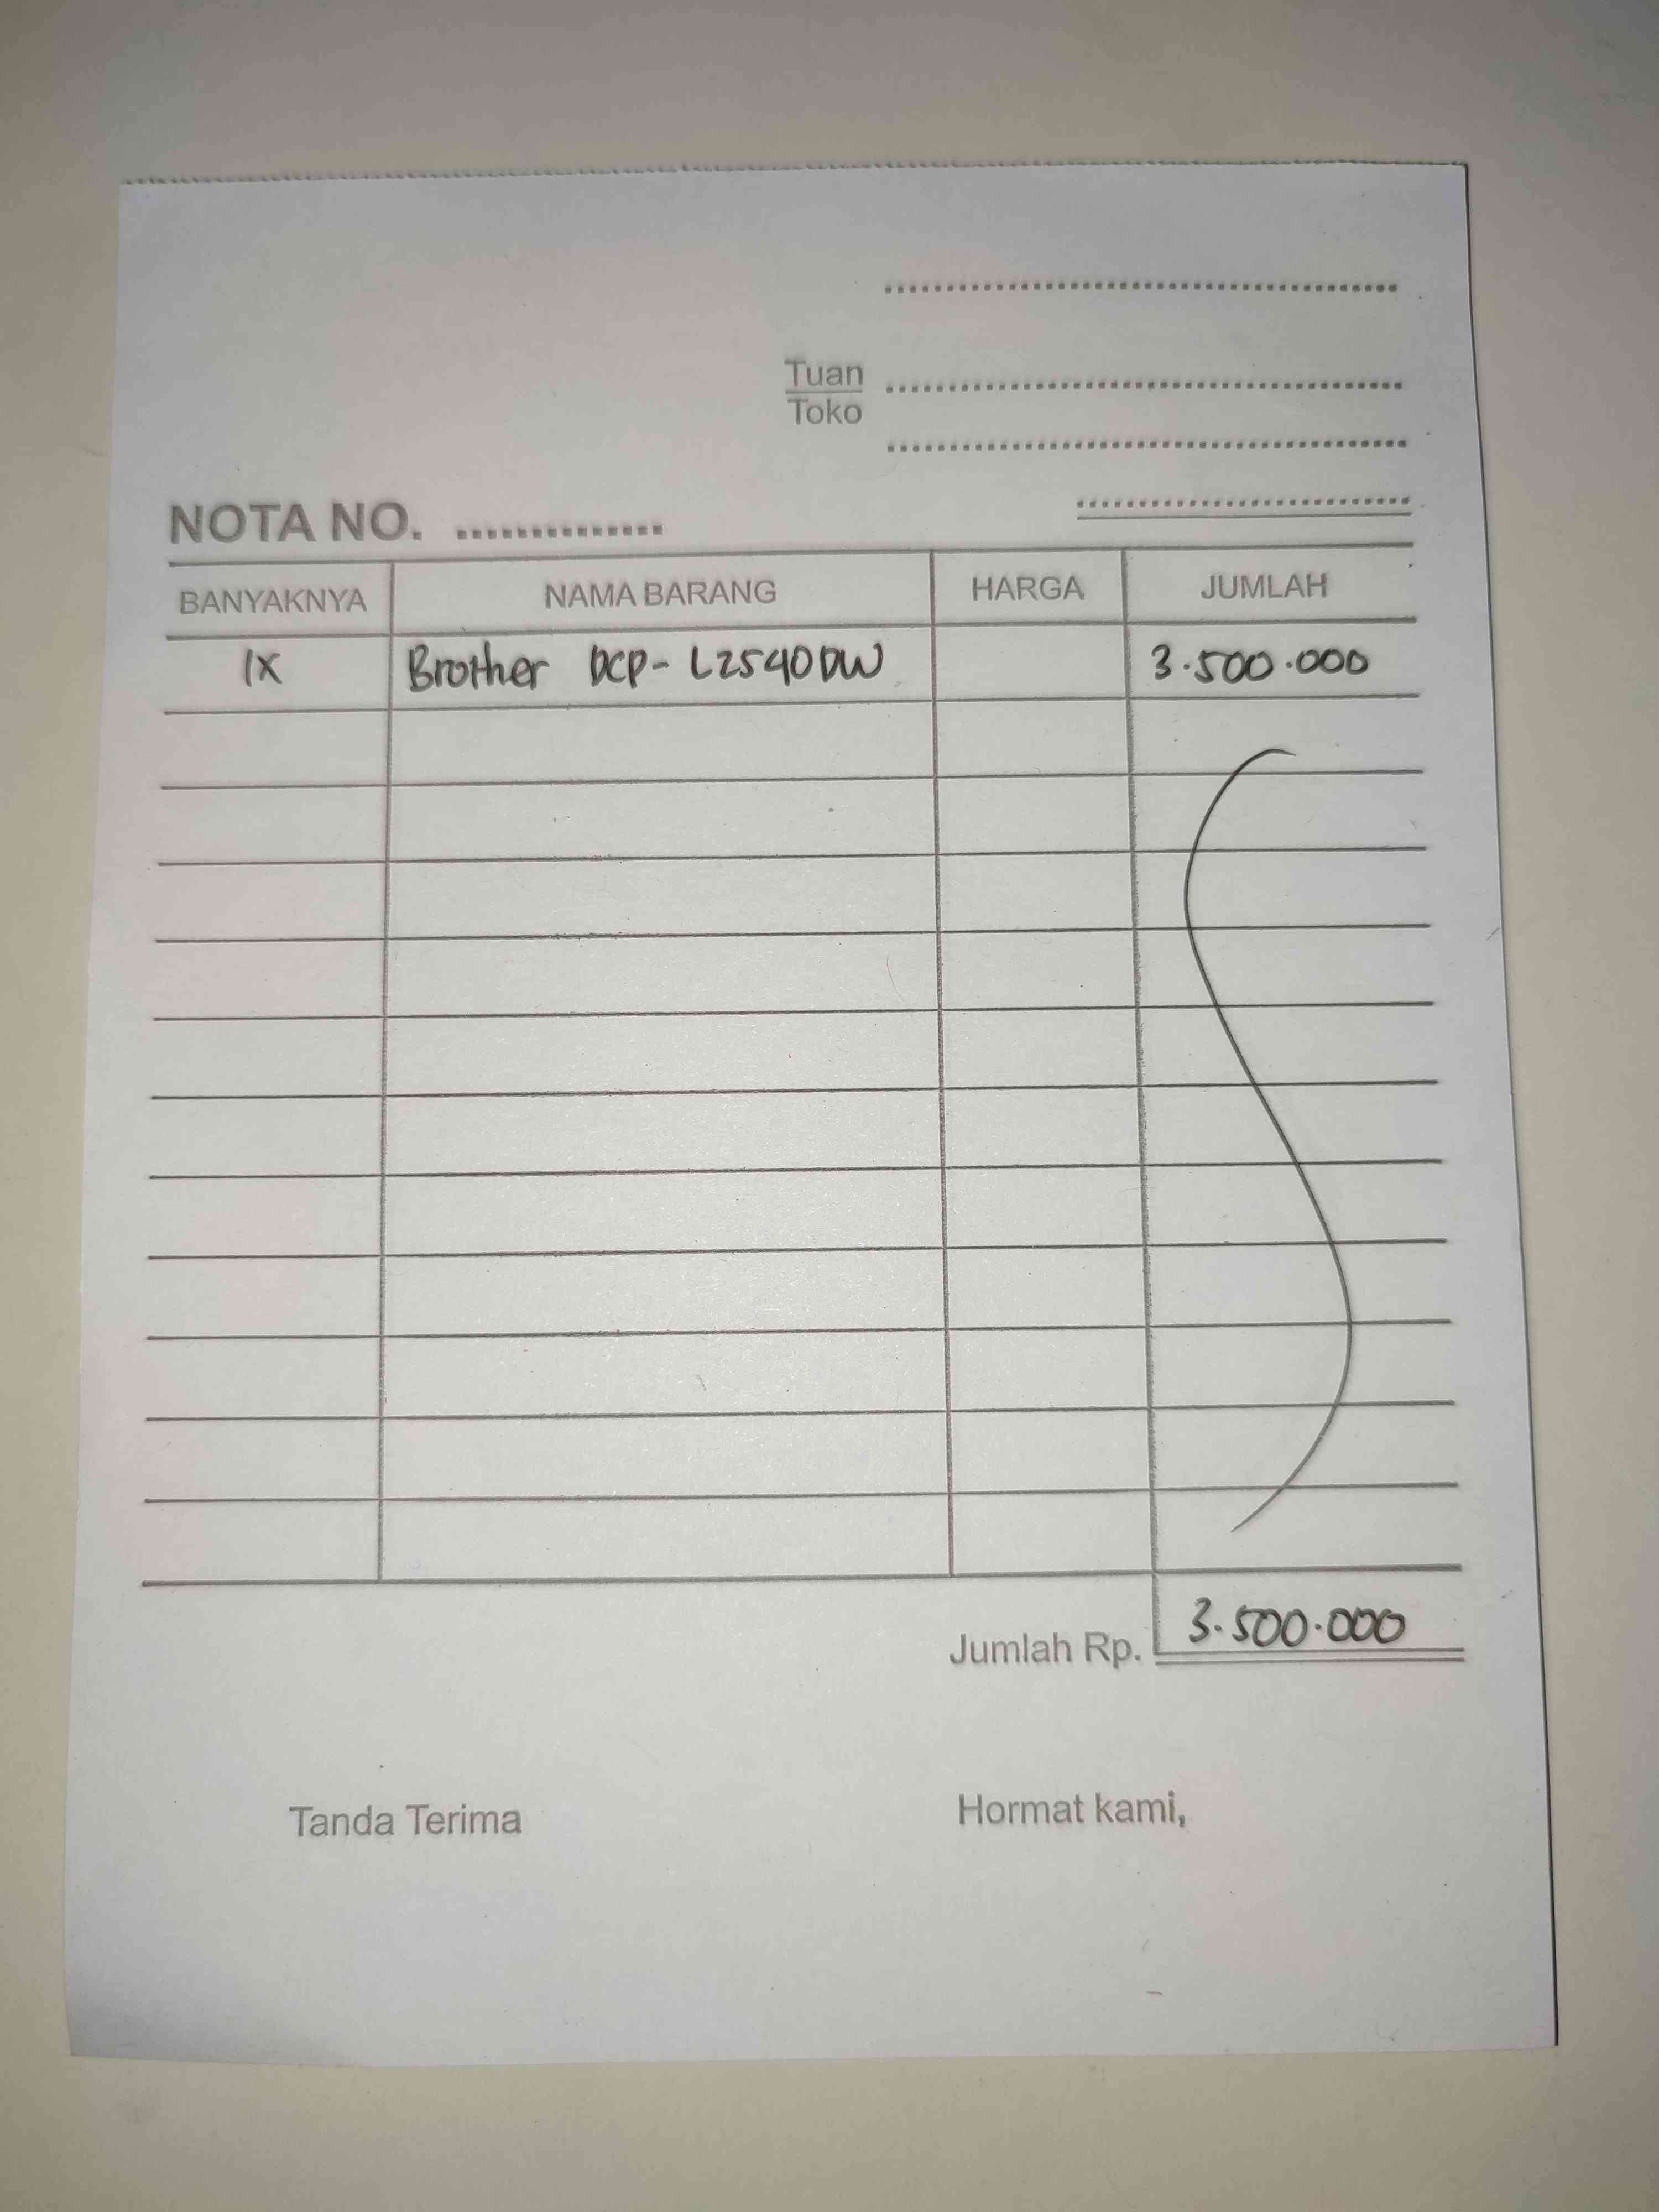 Tuan
Toko
NOTA NO. ..............
BANYAKNYA NAMA BARANG HARGA JUMLAH
1X Brother DCP-L2540DW 3.500.000
Jumlah Rp. 3.500.000
Tanda Terima Hormat kami,